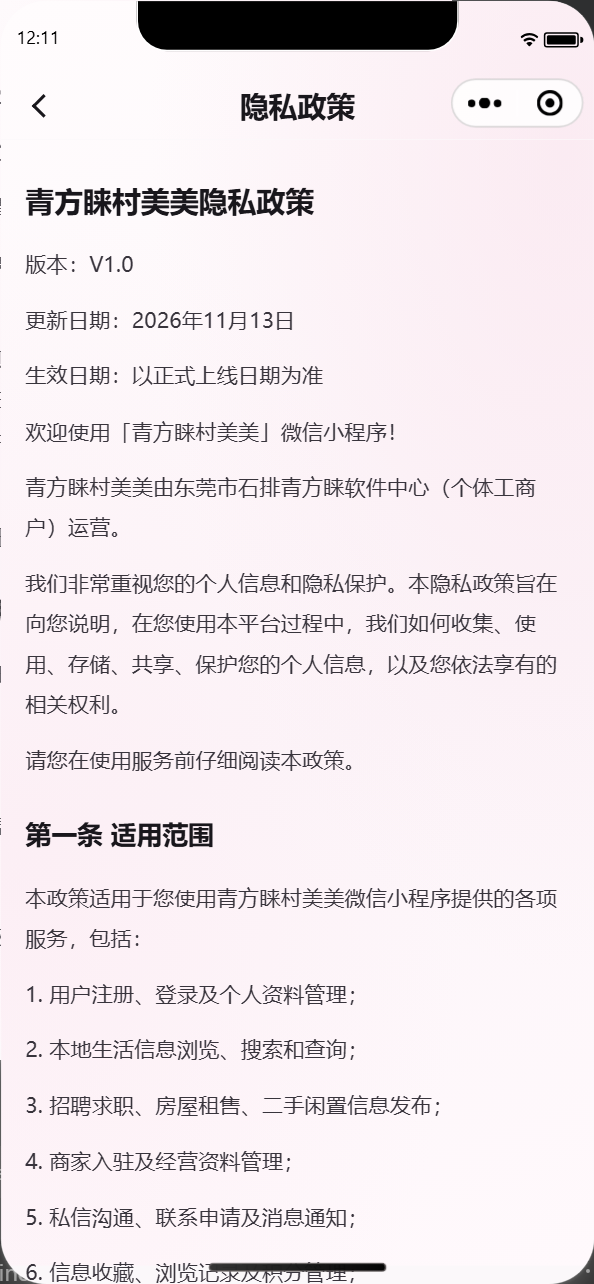 12:11
隐私政策
青方睐村美美隐私政策
版本：V1.0
更新日期：2026年11月13日
生效日期：以正式上线日期为准
欢迎使用「青方睐村美美」微信小程序！
青方睐村美美由东莞市石排青方睐软件中心（个体工商
户）运营。
我们非常重视您的个人信息和隐私保护。本隐私政策旨在
向您说明，在您使用本平台过程中，我们如何收集、使
用、存储、共享、保护您的个人信息，以及您依法享有的
相关权利。
请您在使用服务前仔细阅读本政策。
第一条 适用范围
本政策适用于您使用青方睐村美美微信小程序提供的各项
服务，包括：
1. 用户注册、登录及个人资料管理；
2. 本地生活信息浏览、搜索和查询；
3. 招聘求职、房屋租售、二手闲置信息发布；
4. 商家入驻及经营资料管理；
5. 私信沟通、联系申请及消息通知；
6. 信息收藏、浏览记录及积分管理；